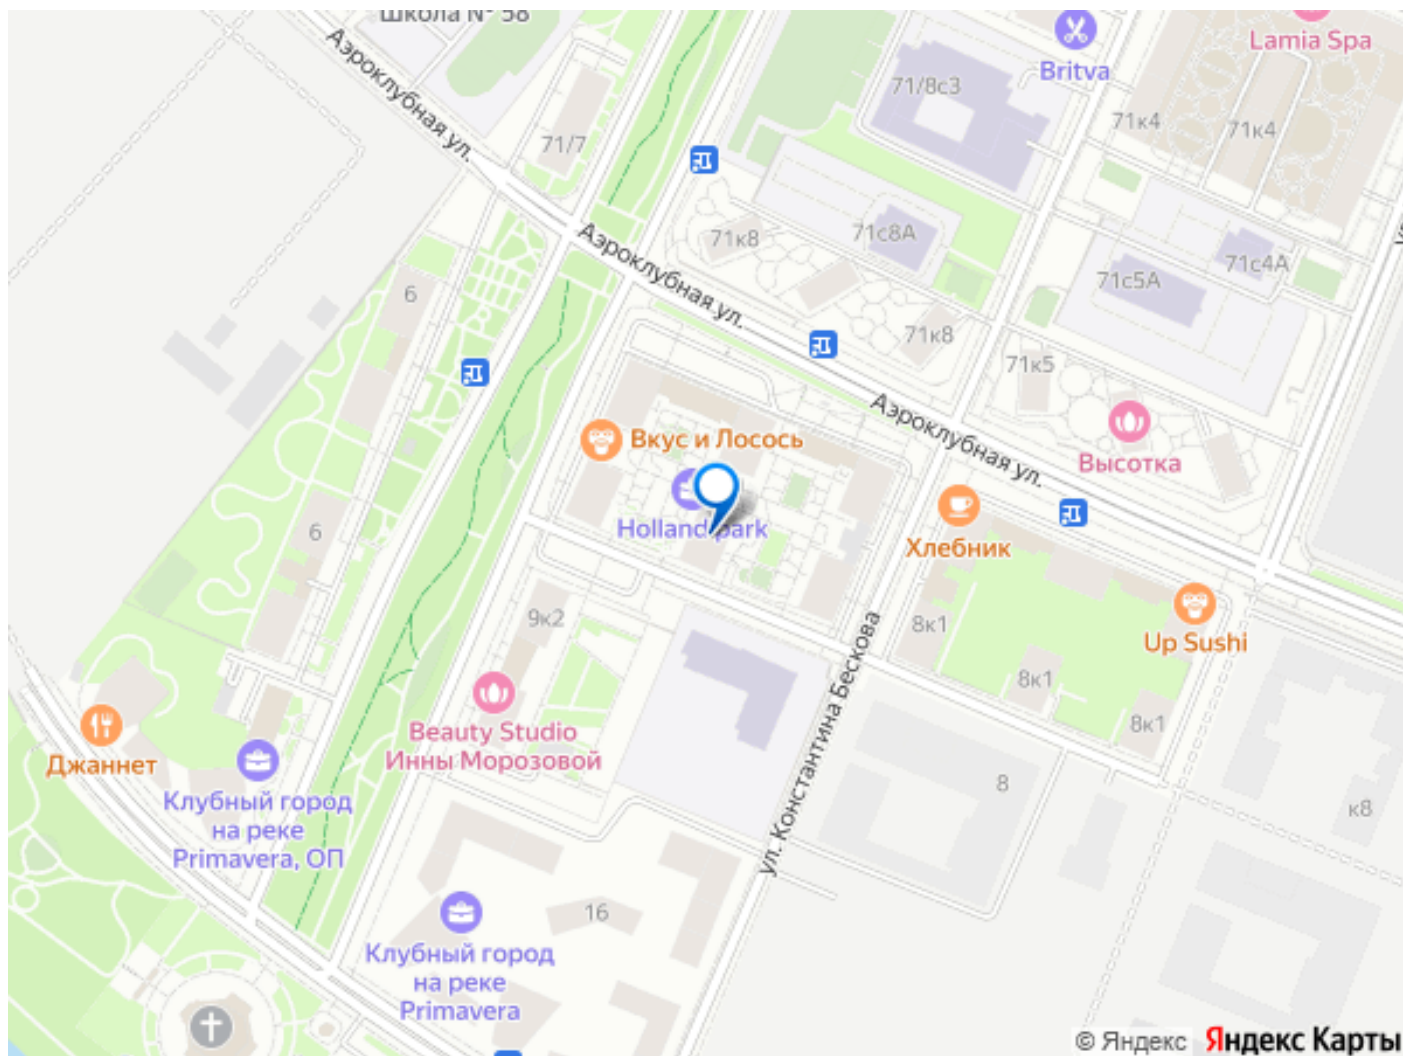 Школа № 58
Аэроклубная ул.
Britva
Lamia Spa
71/8с3
71к4
71к4
71/7
71к8
71с8А
71с4А
71с5А
Аэроклубная ул.
6
71к8
71к5
Аэроклубная ул.
Вкус и Лосось
Высотка
Holland park
6
Хлебник
9к2
8к1
Up Sushi
8к1
8к1
ул. Константина Бескова
Beauty Studio
Инны Морозовой
Джаннет
Клубный город
на реке
Primavera, ОП
8
к8
16
Клубный город
на реке
Primavera
© Яндекс Яндекс Карты